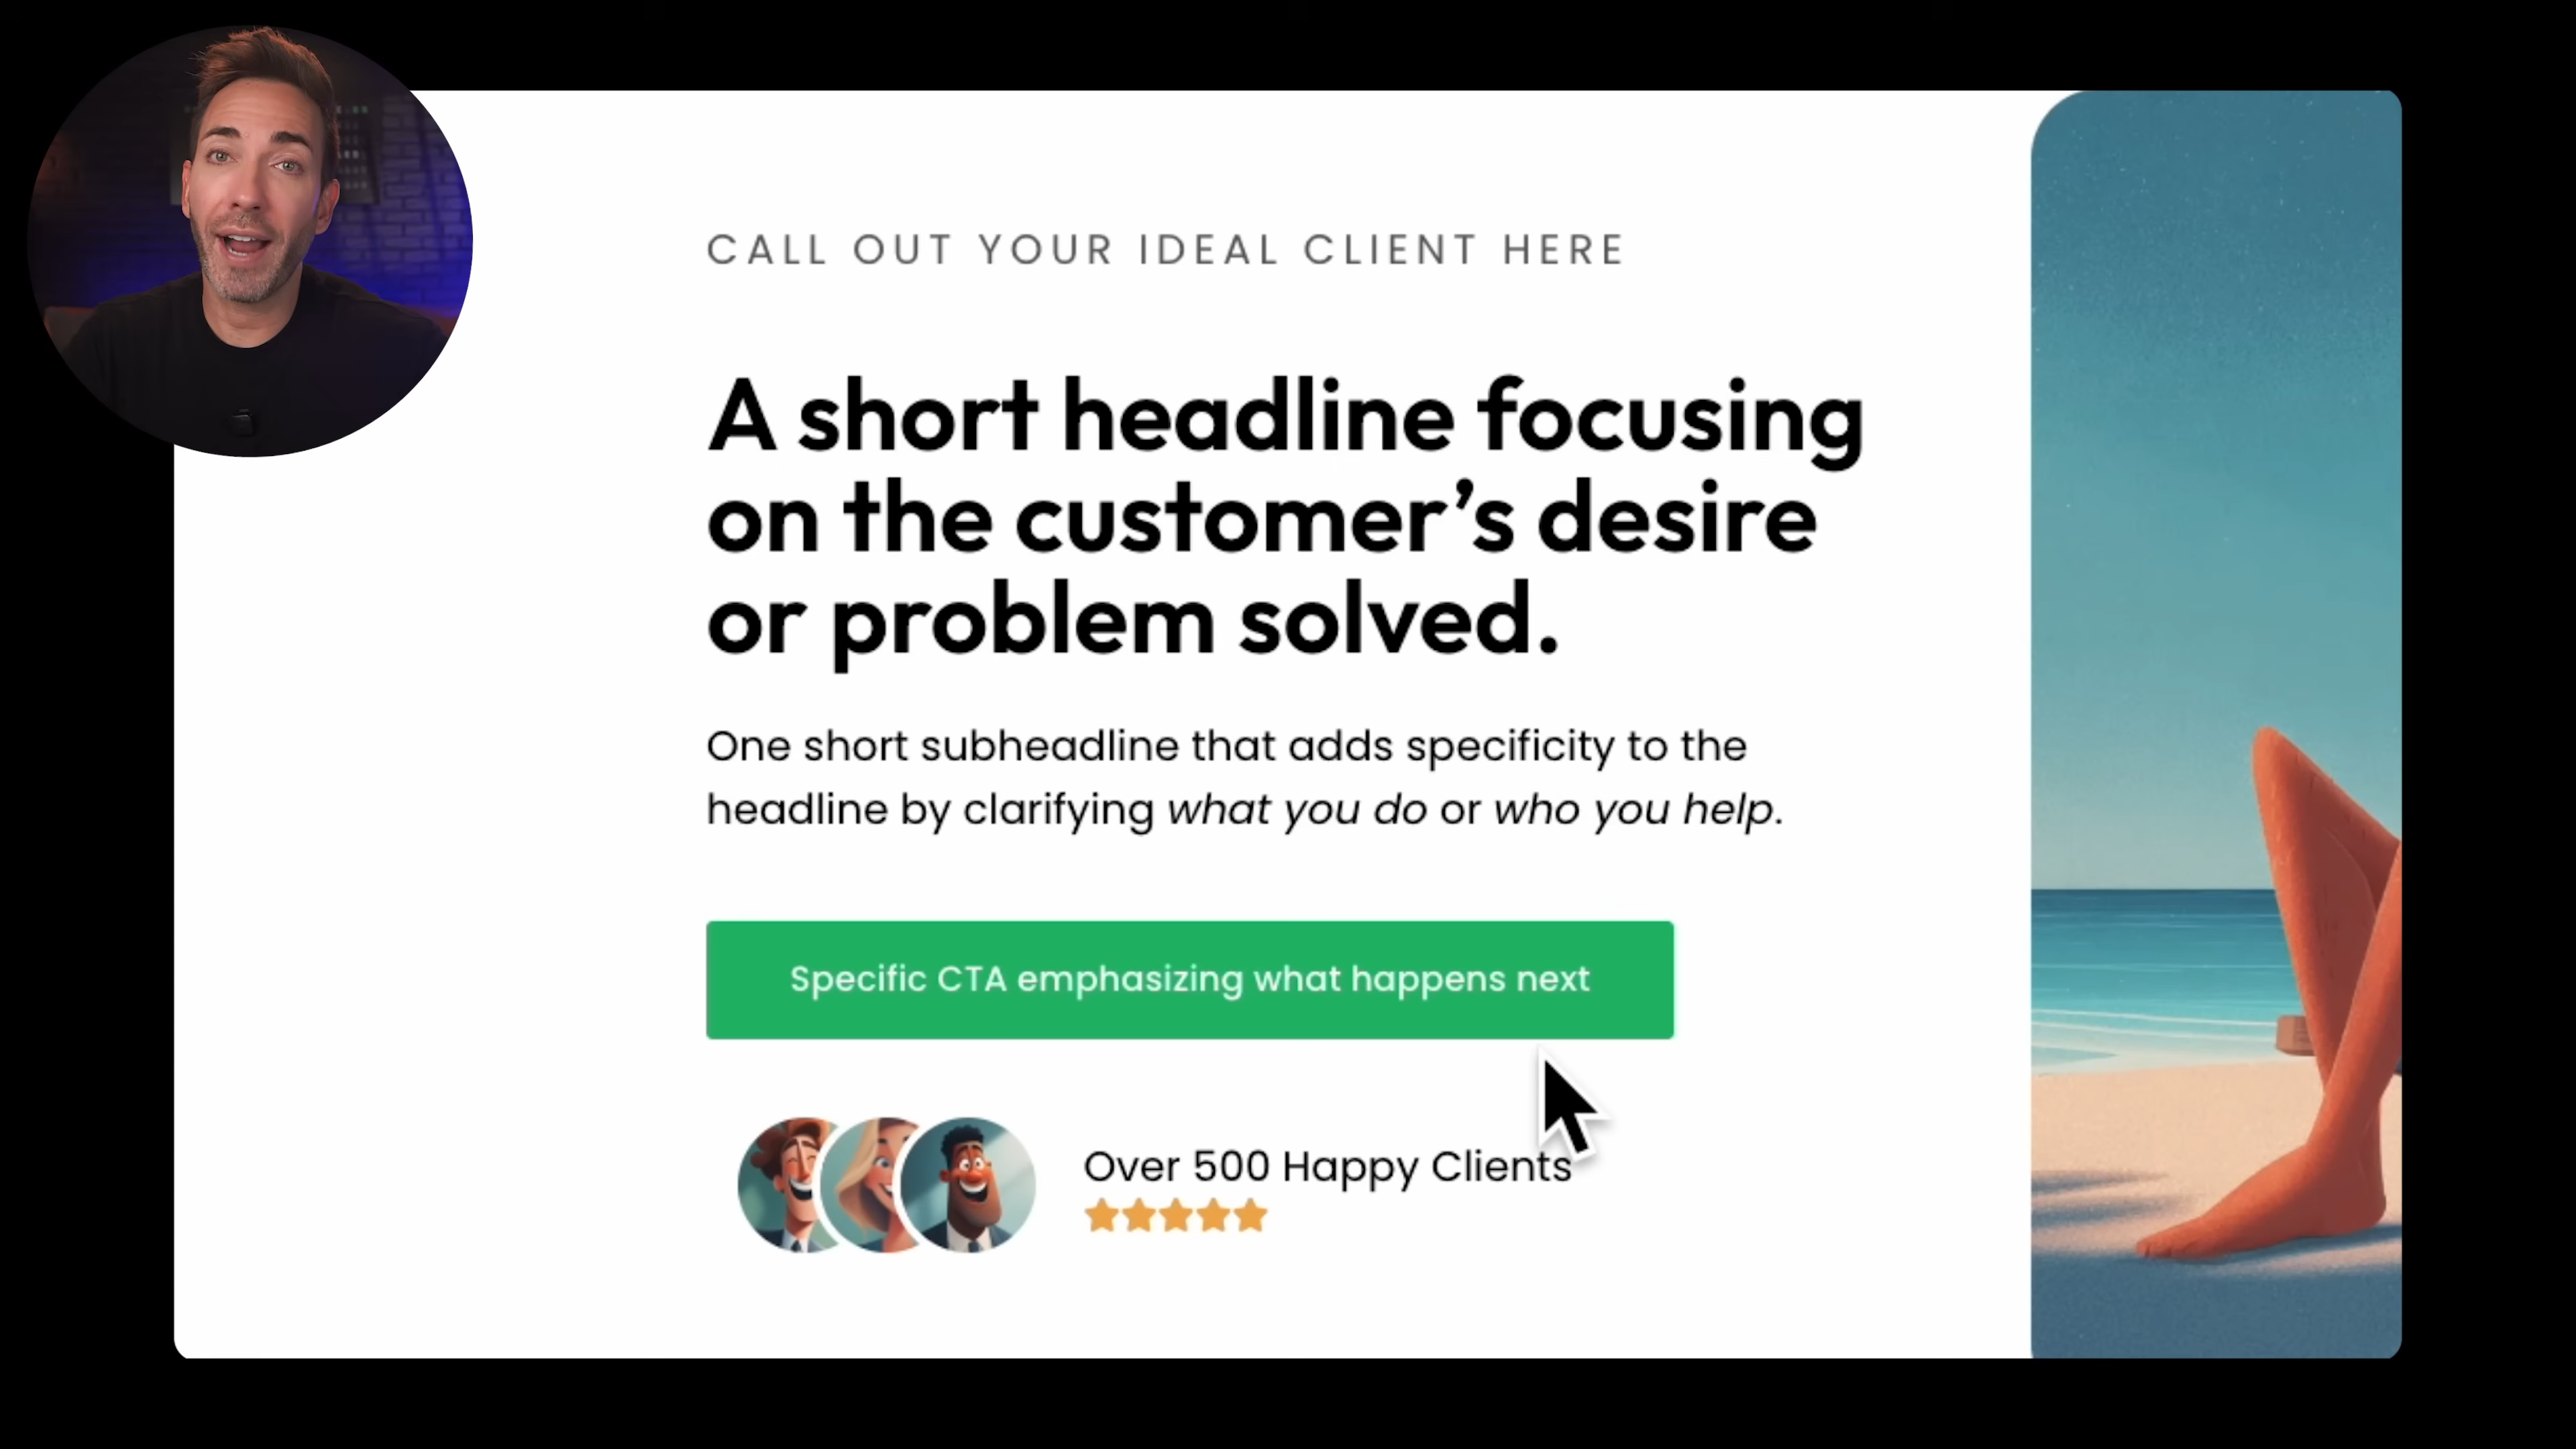 CALL OUT YOUR IDEAL CLIENT HERE
A short headline focusing
on the customer’s desire
or problem solved.
One short subheadline that adds specificity to the
headline by clarifying what you do or who you help.
Specific CTA emphasizing what happens next
Over 500 Happy Clients